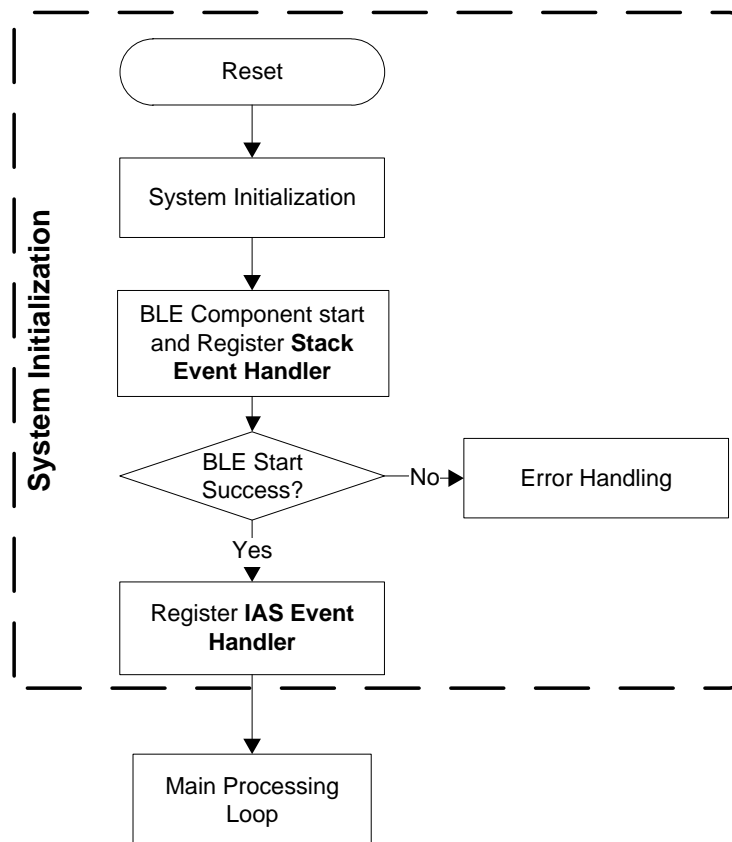 Reset
System Initialization
System Initialization
BLE Component start
and Register Stack
Event Handler
BLE Start
Success?
No
Error Handling
Yes
Register IAS Event
Handler
Main Processing
Loop